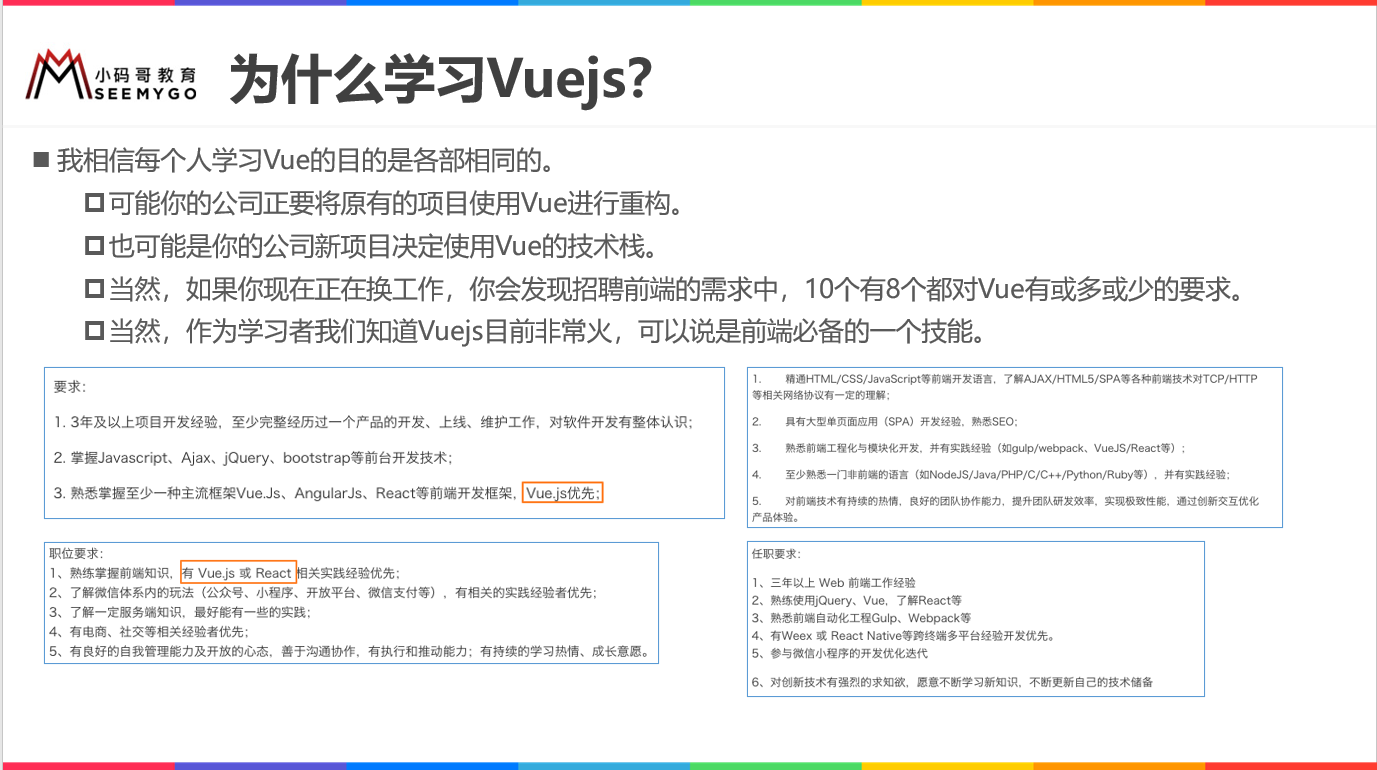 小码哥教育
SEEMYGO
为什么学习Vuejs?
我相信每个人学习Vue的目的是各部相同的。
可能你的公司正要将原有的项目使用Vue进行重构。
也可能是你的公司新项目决定使用Vue的技术栈。
当然，如果你现在正在换工作，你会发现招聘前端的需求中，10个有8个都对Vue有或多或少的要求。
当然，作为学习者我们知道Vuejs目前非常火，可以说是前端必备的一个技能。
要求：
1. 3年及以上项目开发经验，至少完整经历过一个产品的开发、上线、维护工作，对软件开发有整体认识；
2. 掌握Javascript、Ajax、jQuery、bootstrap等前台开发技术；
3. 熟悉掌握至少一种主流框架Vue.Js、AngularJs、React等前端开发框架，Vue.js优先；
1. 精通HTML/CSS/JavaScript等前端开发语言，了解AJAX/HTML5/SPA等各种前端技术对TCP/HTTP
等相关网络协议有一定的理解；
2. 具有大型单页面应用（SPA）开发经验，熟悉SEO；
3. 熟悉前端工程化与模块化开发，并有实践经验（如gulp/webpack、VueJS/React等）；
4. 至少熟悉一门非前端的语言（如NodeJS/Java/PHP/C/C++/Python/Ruby等），并有实践经验；
5. 对前端技术有持续的热情，良好的团队协作能力，提升团队研发效率，实现极致性能，通过创新交互优化
产品体验。
职位要求：
1、熟练掌握前端知识，有 Vue.js 或 React 相关实践经验优先；
2、了解微信体系内的玩法（公众号、小程序、开放平台、微信支付等），有相关的实践经验者优先；
3、了解一定服务端知识，最好能有一些的实践；
4、有电商、社交等相关经验者优先；
5、有良好的自我管理能力及开放的心态，善于沟通协作，有执行和推动能力；有持续的学习热情、成长意愿。
任职要求：
1、三年以上 Web 前端工作经验
2、熟练使用jQuery、Vue，了解React等
3、熟悉前端自动化工程Gulp、Webpack等
4、有Weex 或 React Native等跨终端多平台经验开发优先。
5、参与微信小程序的开发优化迭代
6、对创新技术有强烈的求知欲，愿意不断学习新知识，不断更新自己的技术储备